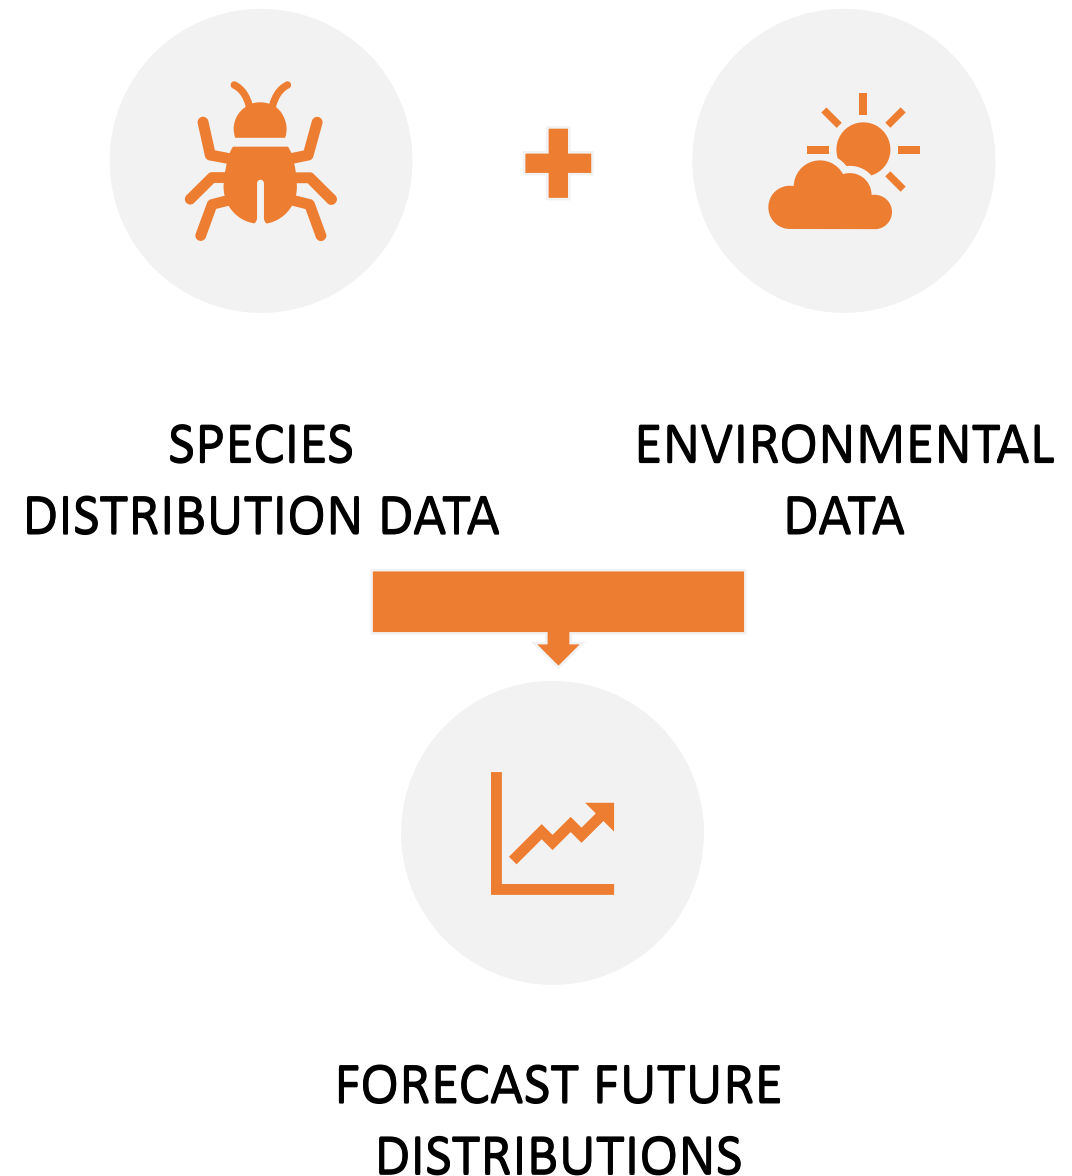 SPECIES
DISTRIBUTION DATA
ENVIRONMENTAL
DATA
FORECAST FUTURE
DISTRIBUTIONS